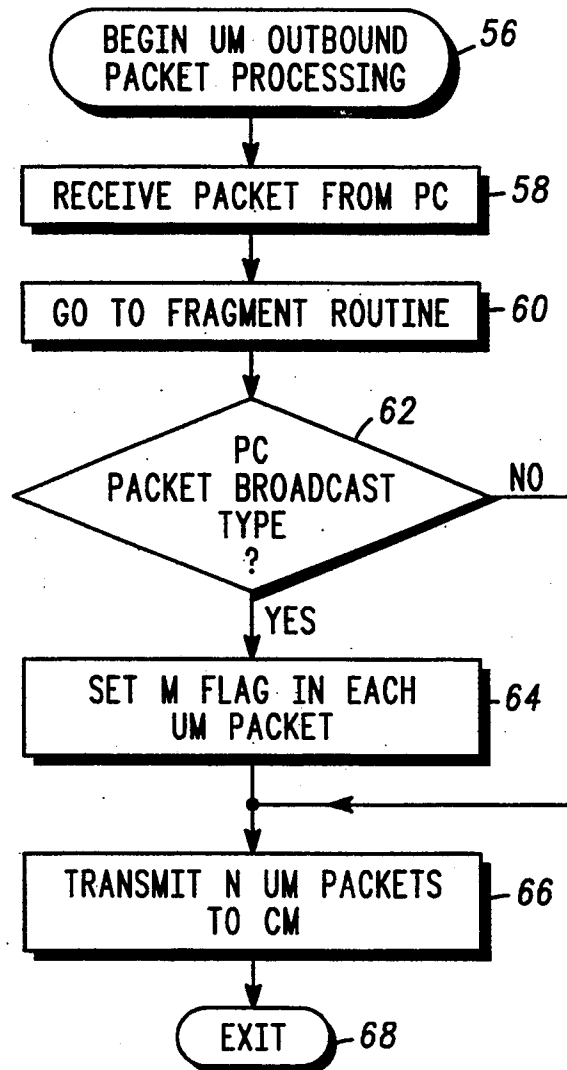 BEGIN UM OUTBOUND
PACKET PROCESSING
56
RECEIVE PACKET FROM PC
58
GO TO FRAGMENT ROUTINE
60
62
PC
PACKET BROADCAST
TYPE
?
NO
YES
SET M FLAG IN EACH
UM PACKET
64
TRANSMIT N UM PACKETS
TO CM
66
EXIT
68